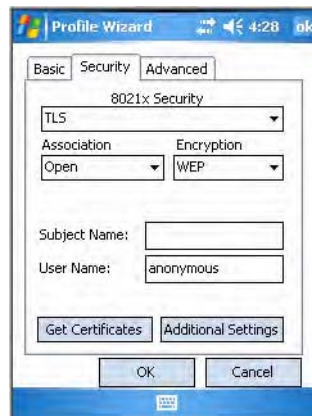 Profile Wizard 4:28 ok
Basic Security Advanced
8021x Security
TLS
Association Encryption
Open WEP
Subject Name:
User Name: anonymous
Get Certificates Additional Settings
OK Cancel